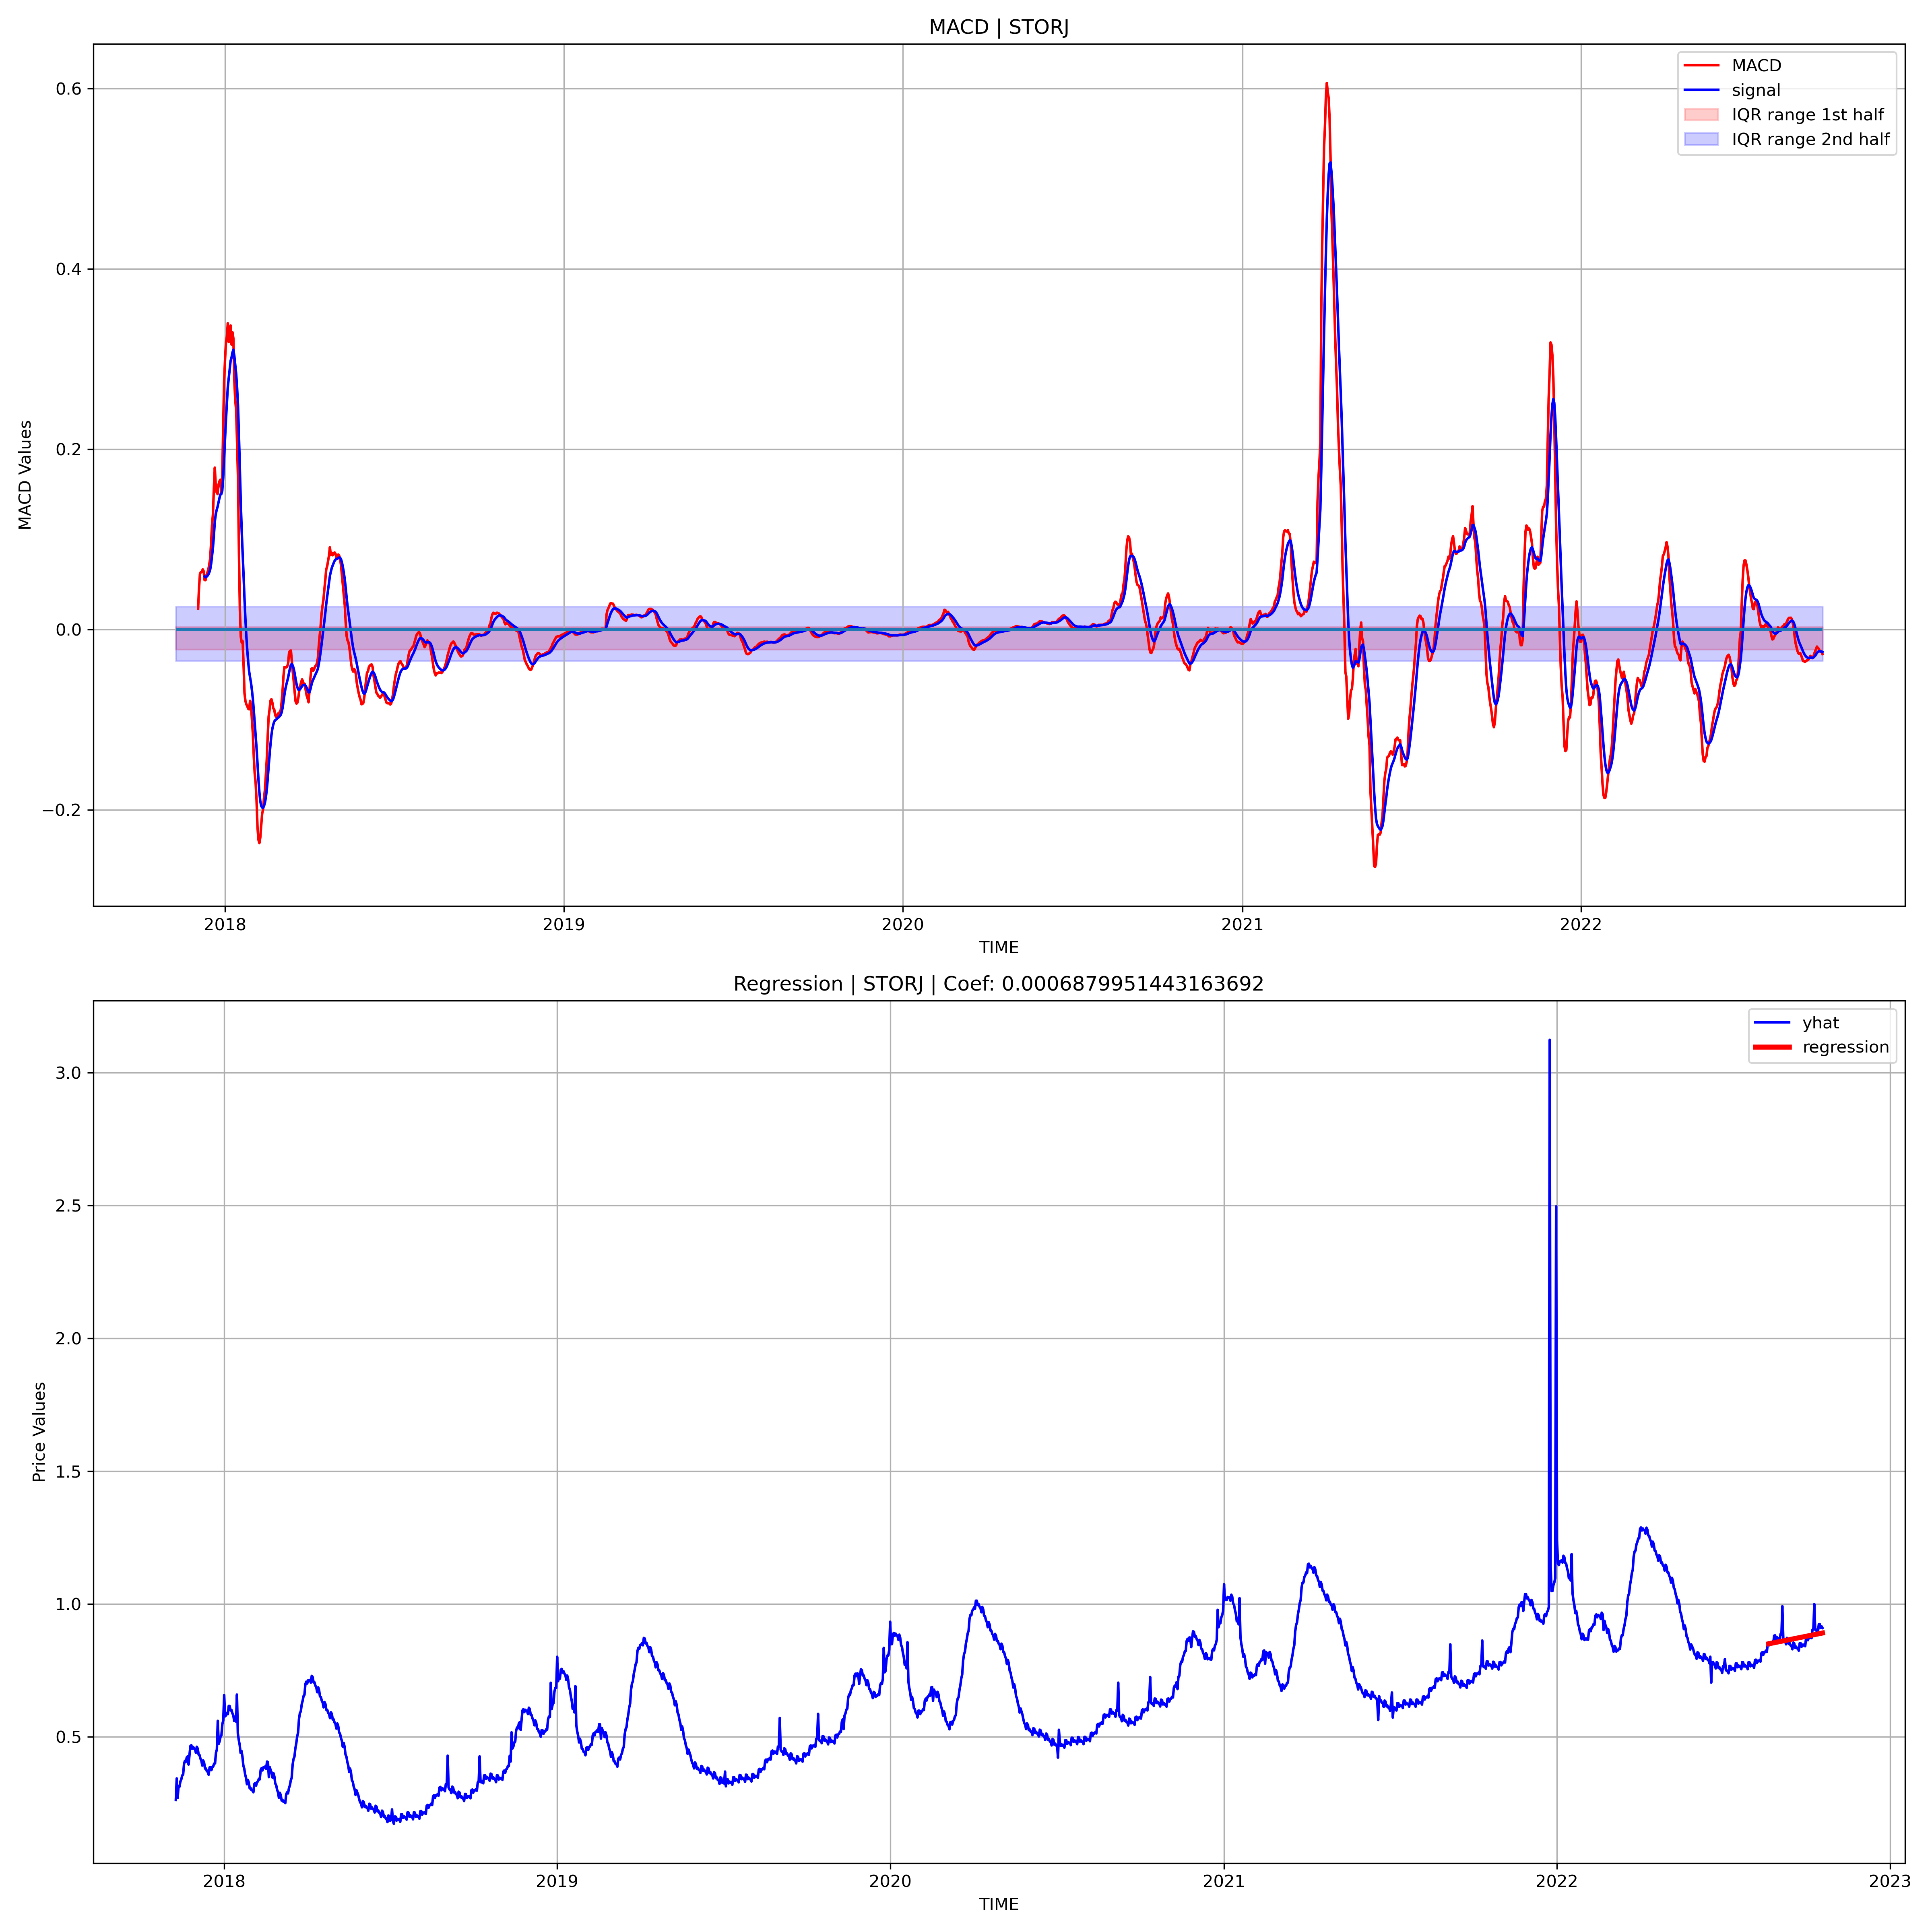 MACD | STORJ
MACD
signal
IQR range 1st half
IQR range 2nd half
MACD Values
0.6
0.4
0.2
0.0
−0.2
2018 2019 2020 2021 2022
TIME
Regression | STORJ | Coef: 0.0006879951443163692
yhat
regression
Price Values
3.0
2.5
2.0
1.5
1.0
0.5
2018 2019 2020 2021 2022 2023
TIME